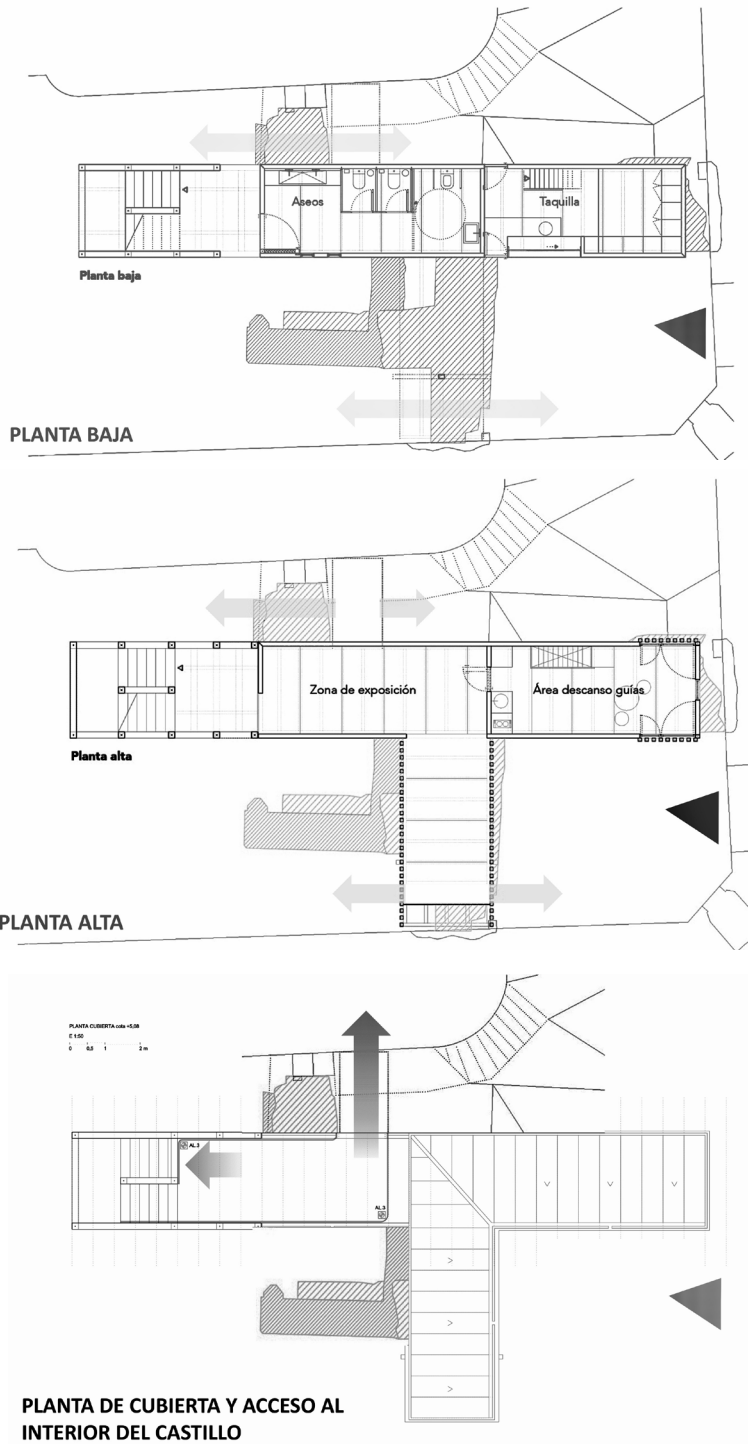 Aseos
Taquilla
Planta baja
PLANTA BAJA
Zona de exposición
Área descanso guías
Planta alta
PLANTA ALTA
PLANTA CUBIERTA cota +5,08
E 1:50
0 0,5 1 2 m
AL.3
AL.3
PLANTA DE CUBIERTA Y ACCESO AL
INTERIOR DEL CASTILLO